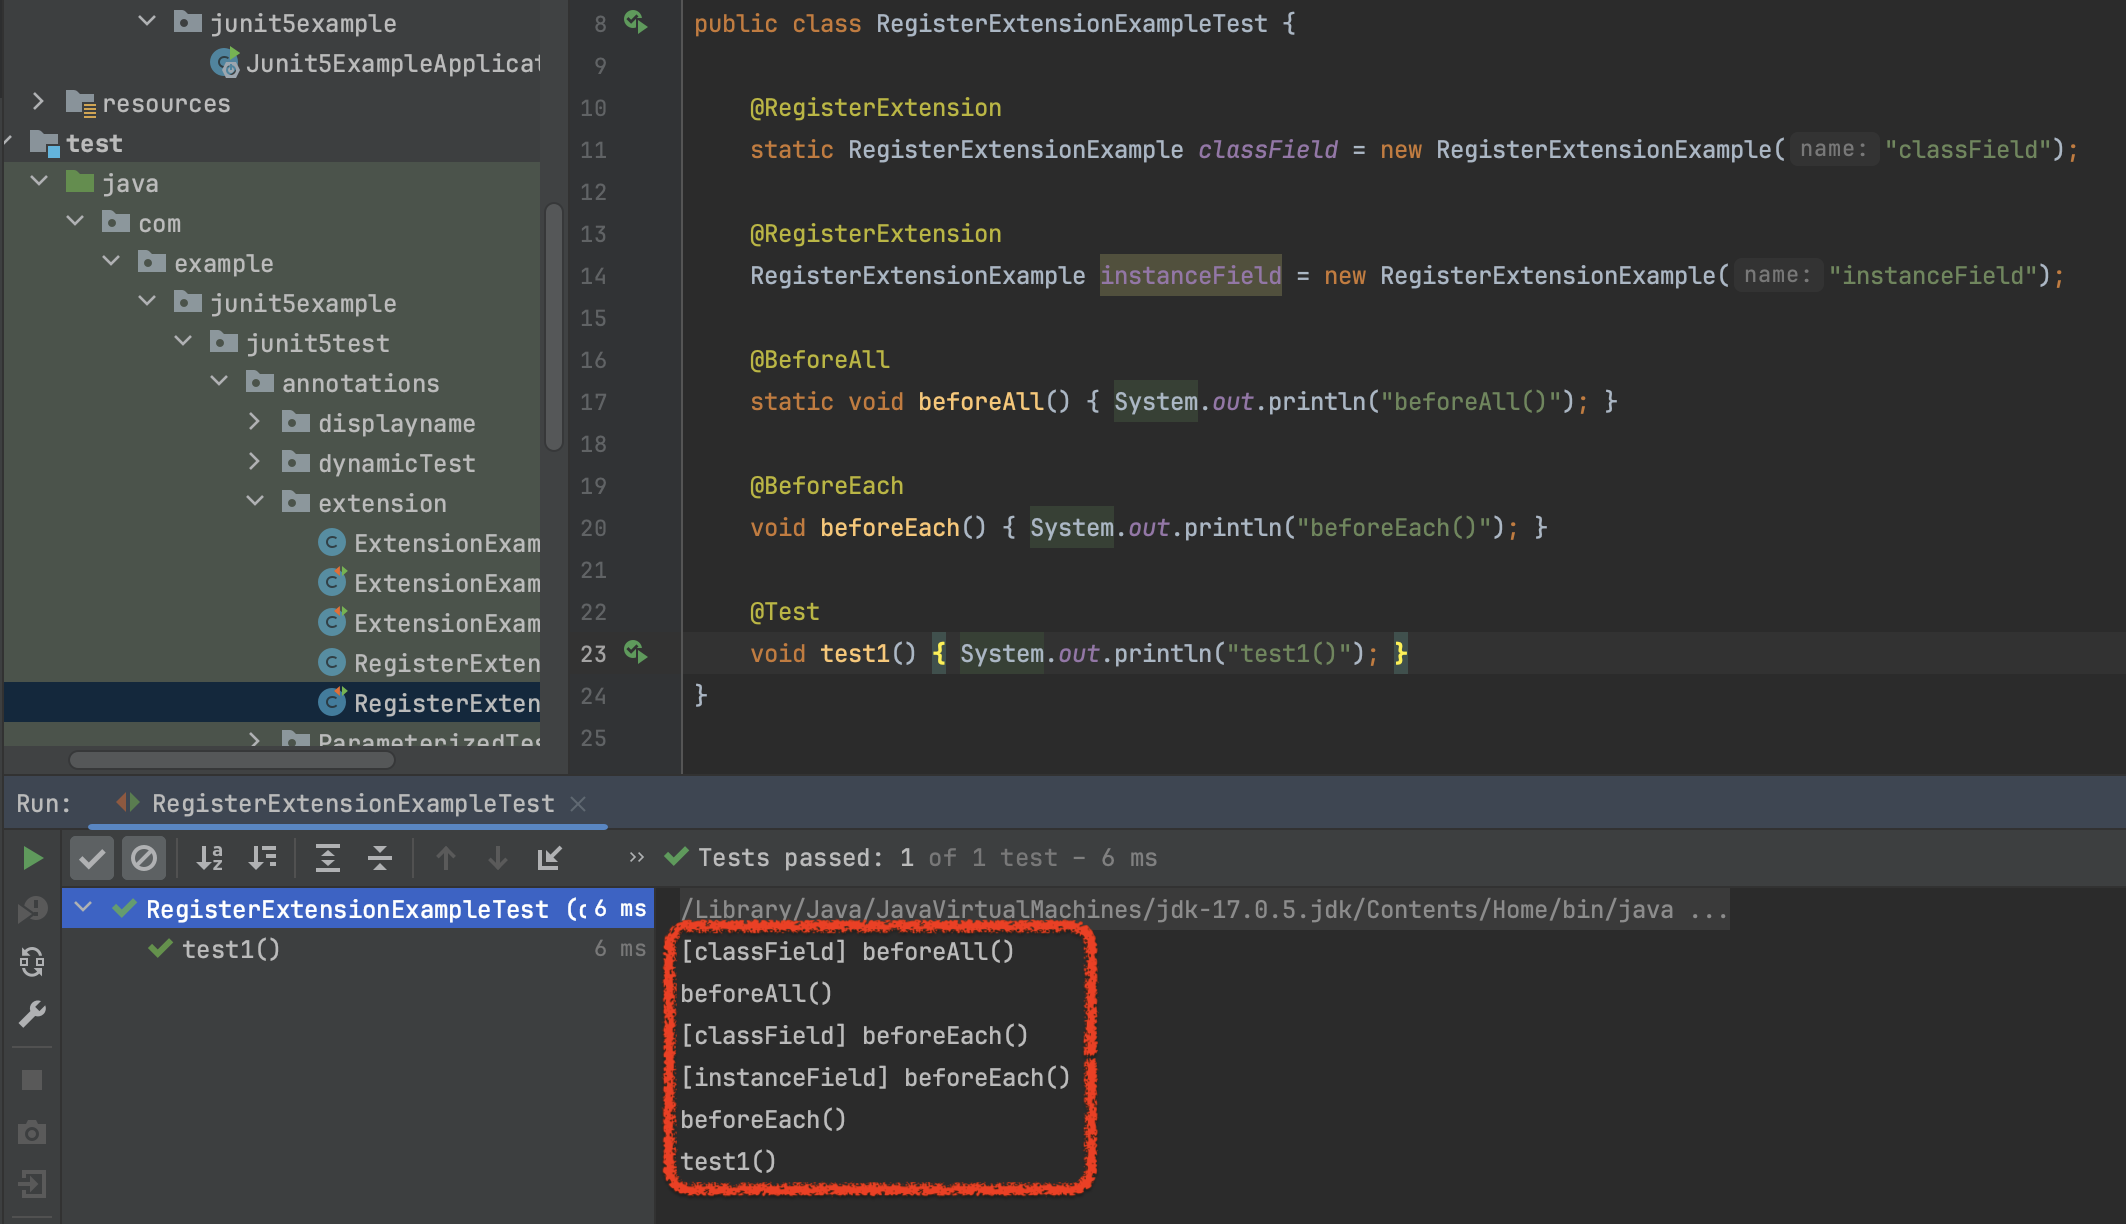 junit5example
Junit5ExampleApplicat
resources
test
java
com
example
junit5example
junit5test
annotations
displayname
dynamicTest
extension
ExtensionExam
ExtensionExam
ExtensionExam
RegisterExten
RegisterExten
ParameterizedTes
8 public class RegisterExtensionExampleTest {
9
10 @RegisterExtension
11 static RegisterExtensionExample classField = new RegisterExtensionExample( name: "classField");
12
13 @RegisterExtension
14 RegisterExtensionExample instanceField = new RegisterExtensionExample( name: "instanceField");
15
16 @BeforeAll
17 static void beforeAll() { System.out.println("beforeAll()"); }
18
19 @BeforeEach
20 void beforeEach() { System.out.println("beforeEach()"); }
21
22 @Test
23 void test1() { System.out.println("test1()"); }
24 }
25
Run: RegisterExtensionExampleTest
Tests passed: 1 of 1 test – 6 ms
RegisterExtensionExampleTest (c 6 ms
test1() 6 ms
/Library/Java/JavaVirtualMachines/jdk-17.0.5.jdk/Contents/Home/bin/java ...
[classField] beforeAll()
beforeAll()
[classField] beforeEach()
[instanceField] beforeEach()
beforeEach()
test1()